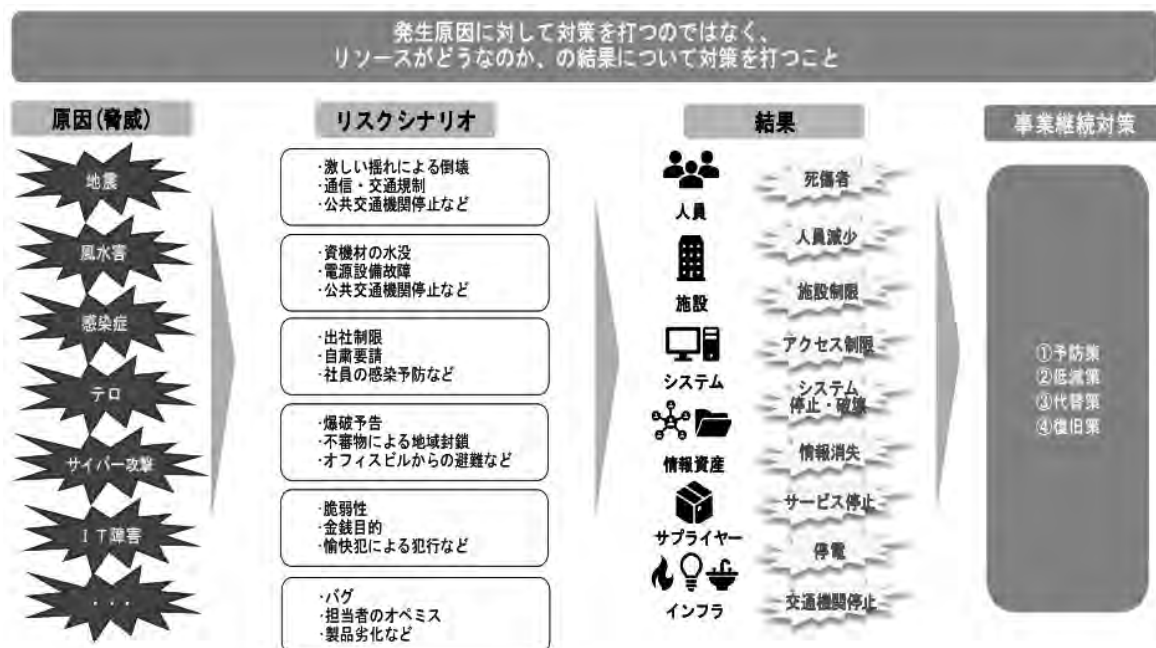 発生原因に対して対策を打つのではなく、
リソースがどうなのか、の結果について対策を打つこと
原因(脅威)
地震
風水害
感染症
テロ
サイバー攻撃
IT障害
・・・
リスクシナリオ
・激しい揺れによる倒壊
・通信・交通規制
・公共交通機関停止など
・資機材の水没
・電源設備故障
・公共交通機関停止など
・出社制限
・自粛要請
・社員の感染予防など
・爆破予告
・不審物による地域封鎖
・オフィスビルからの避難など
・脆弱性
・金銭目的
・愉快犯による犯行など
・バグ
・担当者のオペミス
・製品劣化など
結果
人員
施設
システム
情報資産
サプライヤー
インフラ
死傷者
人員減少
施設制限
アクセス制限
システム
停止・破壊
情報消失
サービス停止
停電
交通機関停止
事業継続対策
①予防策
②低減策
③代替策
④復旧策